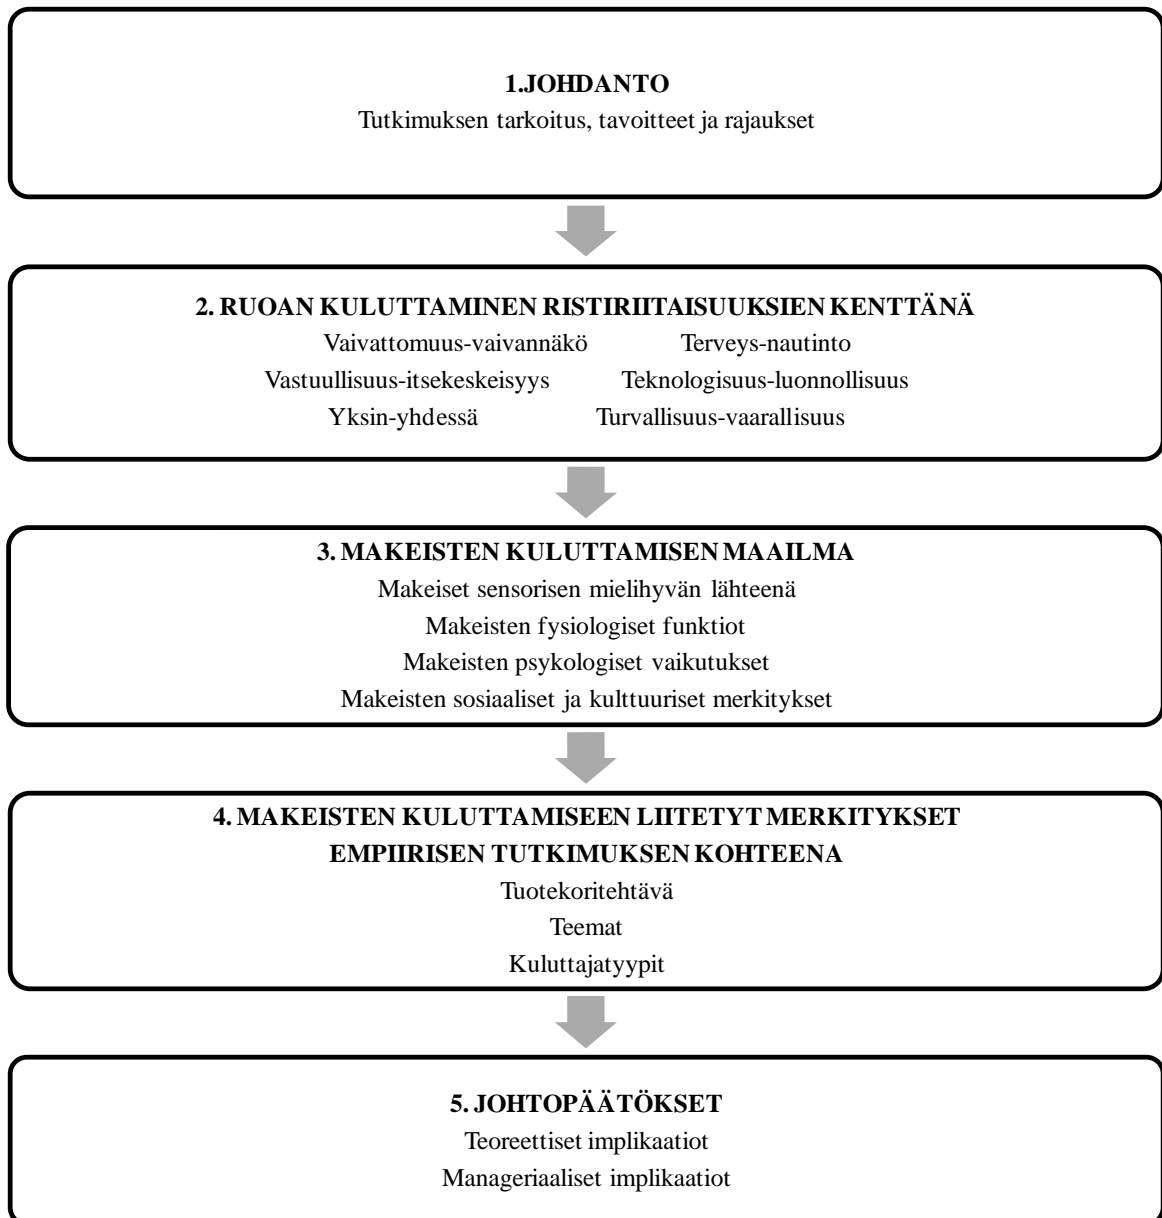 1.JOHDANTO
Tutkimuksen tarkoitus, tavoitteet ja rajaukset
2. RUOAN KULUTTAMINEN RISTIRIITAISUUKSIEN KENTTÄNÄ
Vaivattomuus-vaivannäkö Terveys-nautinto
Vastuullisuus-itsekeskeisyys Teknologisuus-luonnollisuus
Yksin-yhdessä Turvallisuus-vaarallisuus
3. MAKEISTEN KULUTTAMISEN MAAILMA
Makeiset sensorisen mielihyvän lähteenä
Makeisten fysiologiset funktiot
Makeisten psykologiset vaikutukset
Makeisten sosiaaliset ja kulttuuriset merkitykset
4. MAKEISTEN KULUTTAMISEEN LIITETYT MERKITYKSET
EMPIIRISEN TUTKIMUKSEN KOHTEENA
Tuotekoritehtävä
Teemat
Kuluttajatyypit
5. JOHTOPÄÄTÖKSET
Teoreettiset implikaatiot
Manageriaaliset implikaatiot